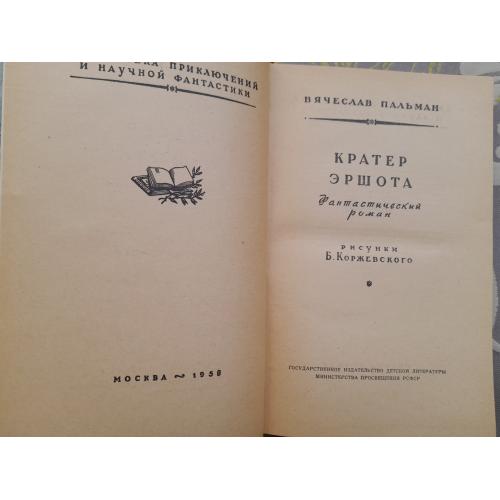 ПРИКЛЮЧЕНИЙ
И НАУЧНОЙ ФАНТАСТИКИ
МОСКВА ~ 1958
ВЯЧЕСЛАВ ПАЛЬМАН
КРАТЕР
ЭРШОТА
Фантастический
роман
РИСУНКИ
Б. КОРЖЕВСКОГО
ГОСУДАРСТВЕННОЕ ИЗДАТЕЛЬСТВО ДЕТСКОЙ ЛИТЕРАТУРЫ
МИНИСТЕРСТВА ПРОСВЕЩЕНИЯ РСФСР